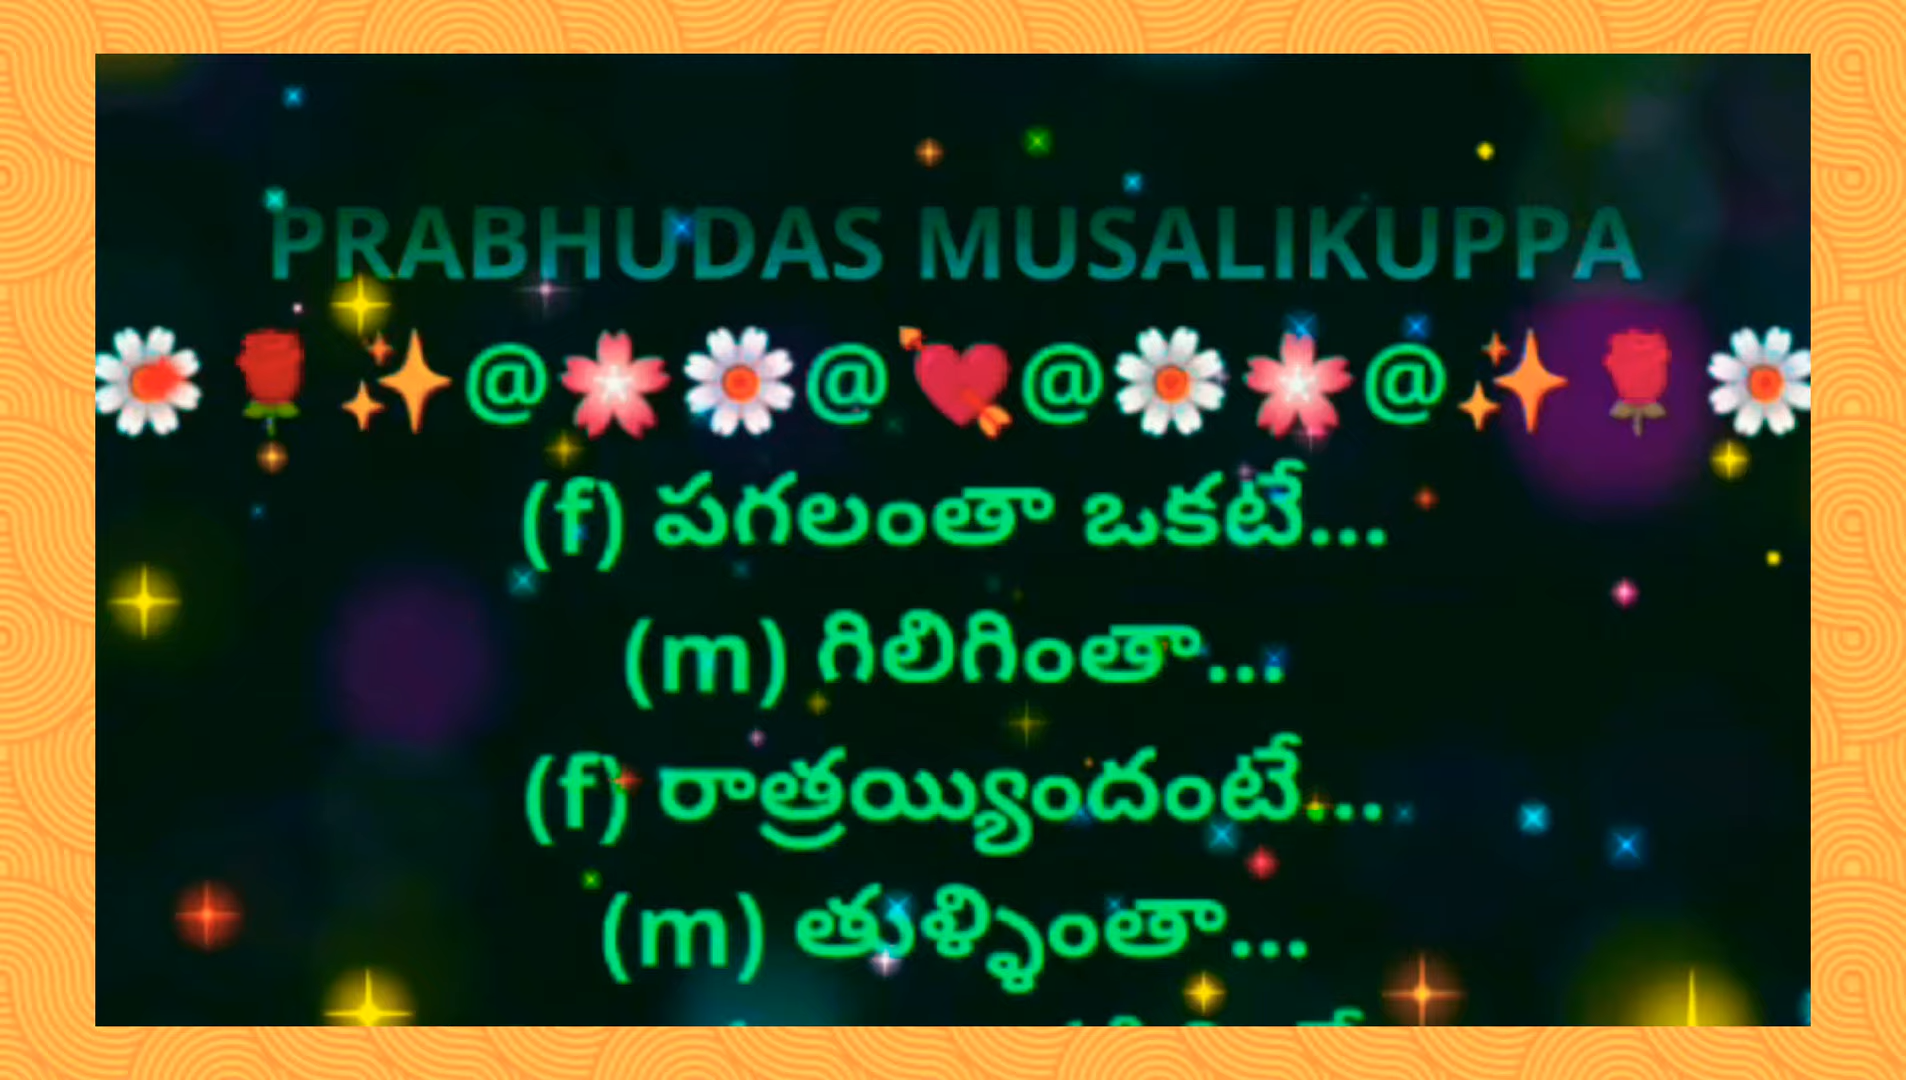 PRABHUDAS MUSALIKUPPA
🌼🌹✨@🌸🌼@💘@🌼🌸@✨🌹🌼
(f) పగలంతా ఒకటే...
(m) గిలిగింతా...
(f) రాత్రయ్యిందంటే...
(m) తుళ్ళింతా...